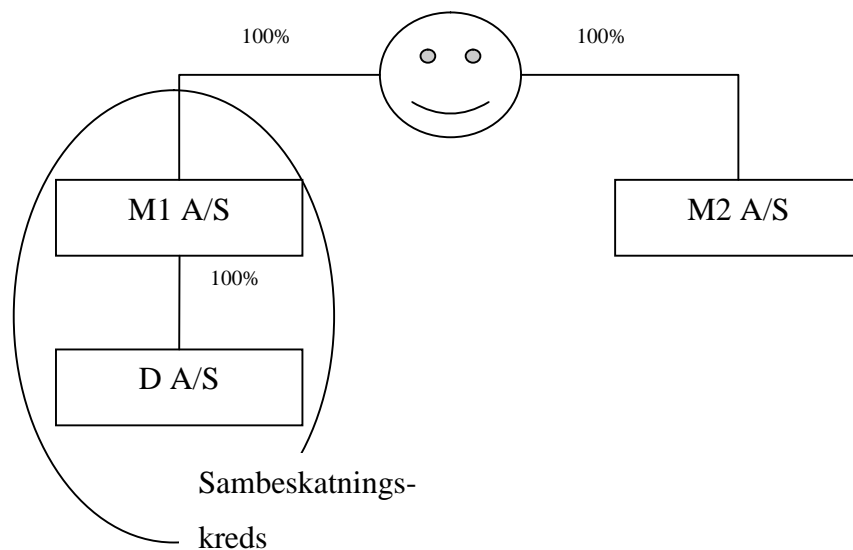 100% 100%
M1 A/S M2 A/S
100%
D A/S
Sambeskatnings-
kreds